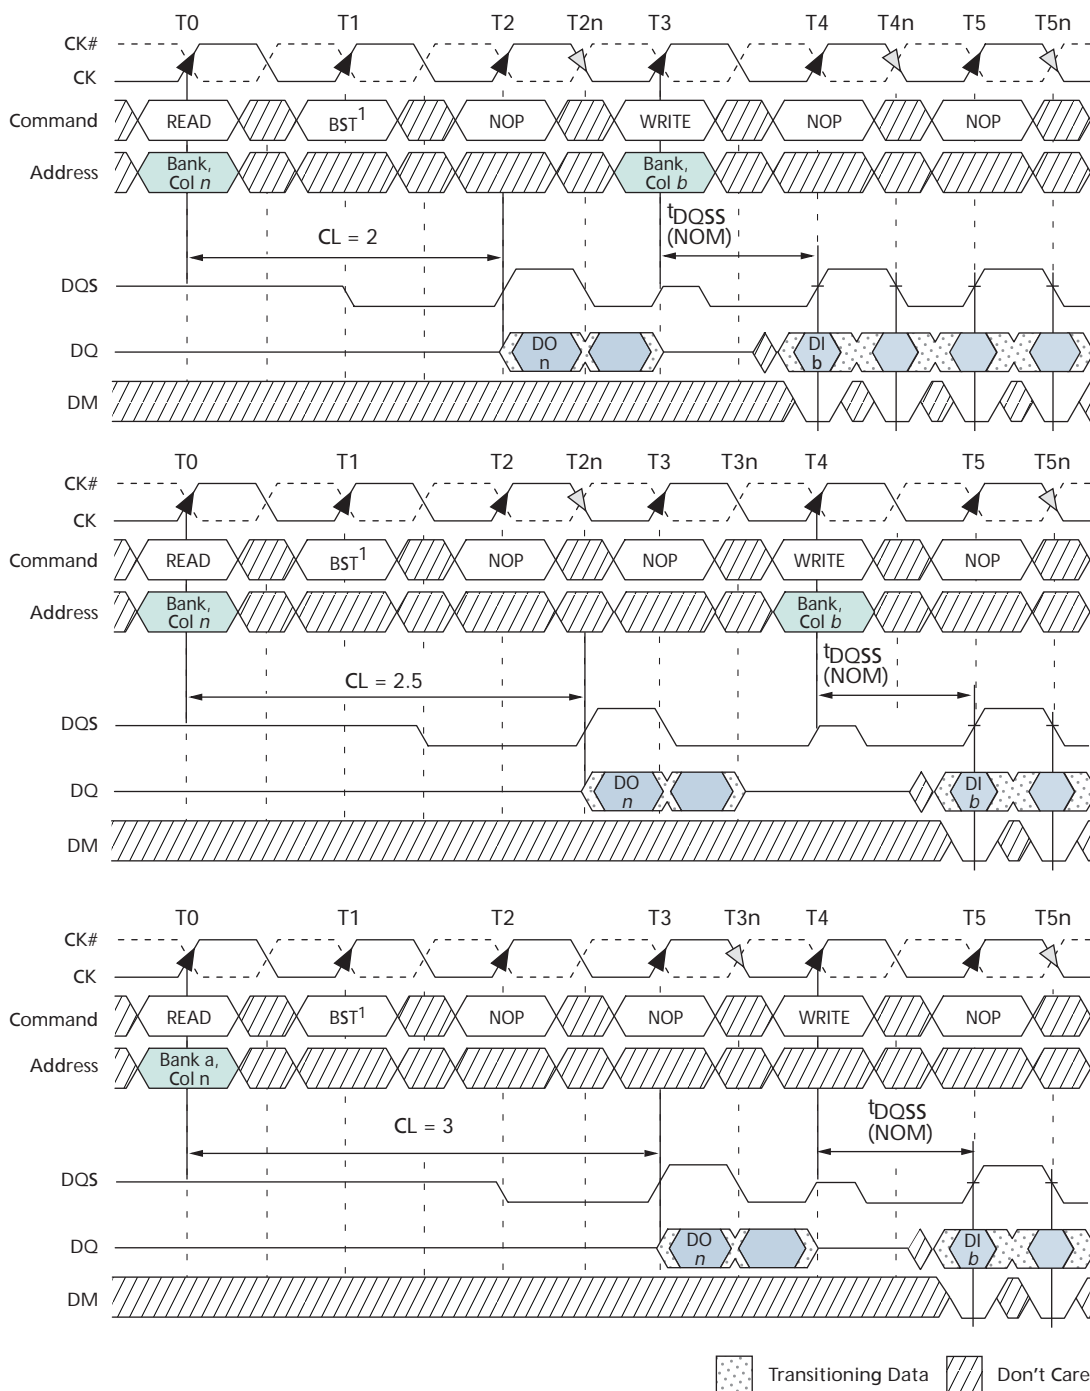 T0 T1 T2 T2n T3 T4 T4n T5 T5n
CK#
CK
Command READ BST1 NOP WRITE NOP NOP
Address Bank, Col n Bank, Col b
CL = 2
tDQSS (NOM)
DQS
DQ DO n DI b
DM
T0 T1 T2 T2n T3 T3n T4 T5 T5n
CK#
CK
Command READ BST1 NOP NOP WRITE NOP
Address Bank, Col n Bank, Col b
CL = 2.5
tDQSS (NOM)
DQS
DQ DO n DI b
DM
T0 T1 T2 T3 T3n T4 T5 T5n
CK#
CK
Command READ BST1 NOP NOP WRITE NOP
Address Bank a, Col n
CL = 3
tDQSS (NOM)
DQS
DQ DO n DI b
DM
Transitioning Data Don't Care